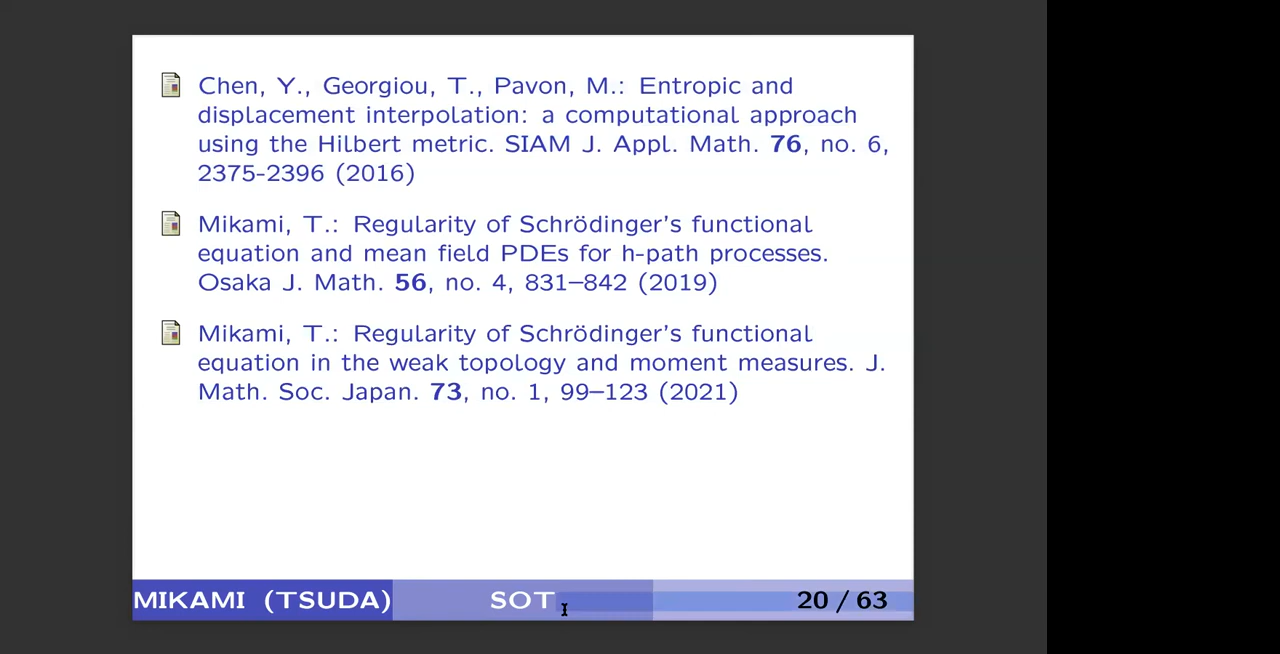 Chen, Y., Georgiou, T., Pavon, M.: Entropic and
displacement interpolation: a computational approach
using the Hilbert metric. SIAM J. Appl. Math. 76, no. 6,
2375-2396 (2016)
Mikami, T.: Regularity of Schrödinger's functional
equation and mean field PDEs for h-path processes.
Osaka J. Math. 56, no. 4, 831–842 (2019)
Mikami, T.: Regularity of Schrödinger's functional
equation in the weak topology and moment measures. J.
Math. Soc. Japan. 73, no. 1, 99–123 (2021)
MIKAMI (TSUDA) SOT 20 / 63